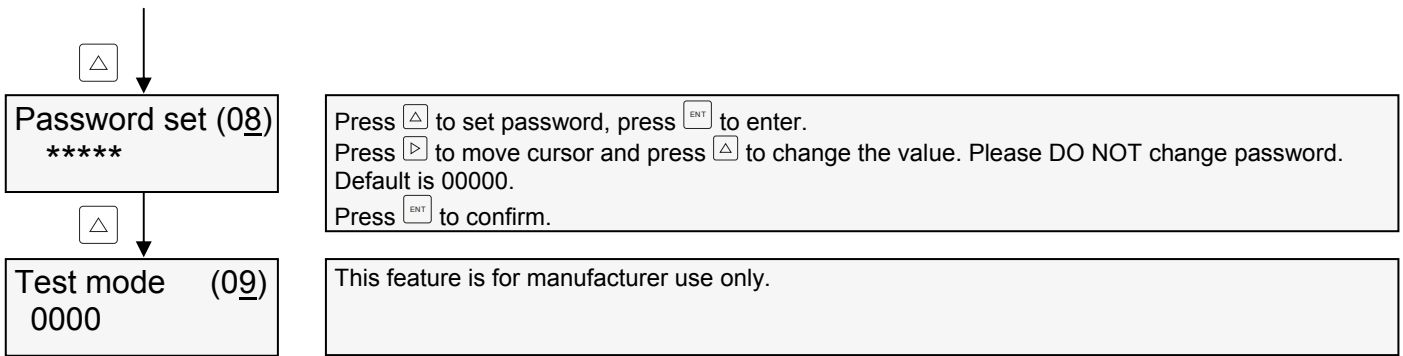 Password set (08)
*****
Press △ to set password, press ENT to enter.
Press ▷ to move cursor and press △ to change the value. Please DO NOT change password.
Default is 00000.
Press ENT to confirm.
Test mode (09)
0000
This feature is for manufacturer use only.